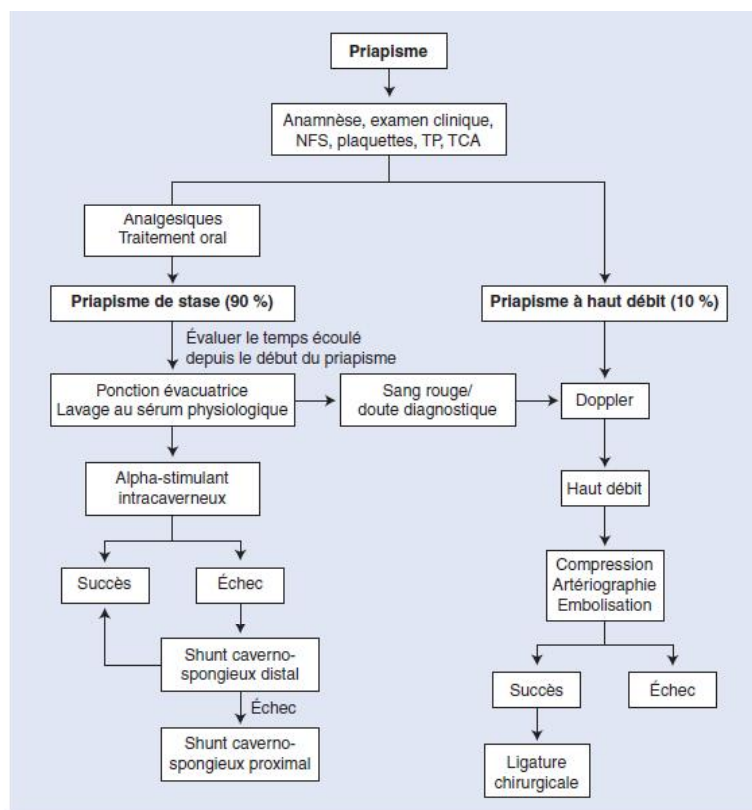 Priapisme
Anamnèse, examen clinique,
NFS, plaquettes, TP, TCA
Analgésiques
Traitement oral
Priapisme de stase (90 %)
Priapisme à haut débit (10 %)
Évaluer le temps écoulé
depuis le début du priapisme
Ponction évacuatrice
Lavage au sérum physiologique
Sang rouge/
doute diagnostique
Doppler
Alpha-stimulant
intracaverneux
Haut débit
Succès
Échec
Compression
Artériographie
Embolisation
Shunt caverno-
spongieux distal
Échec
Succès
Échec
Shunt caverno-
spongieux proximal
Ligature
chirurgicale